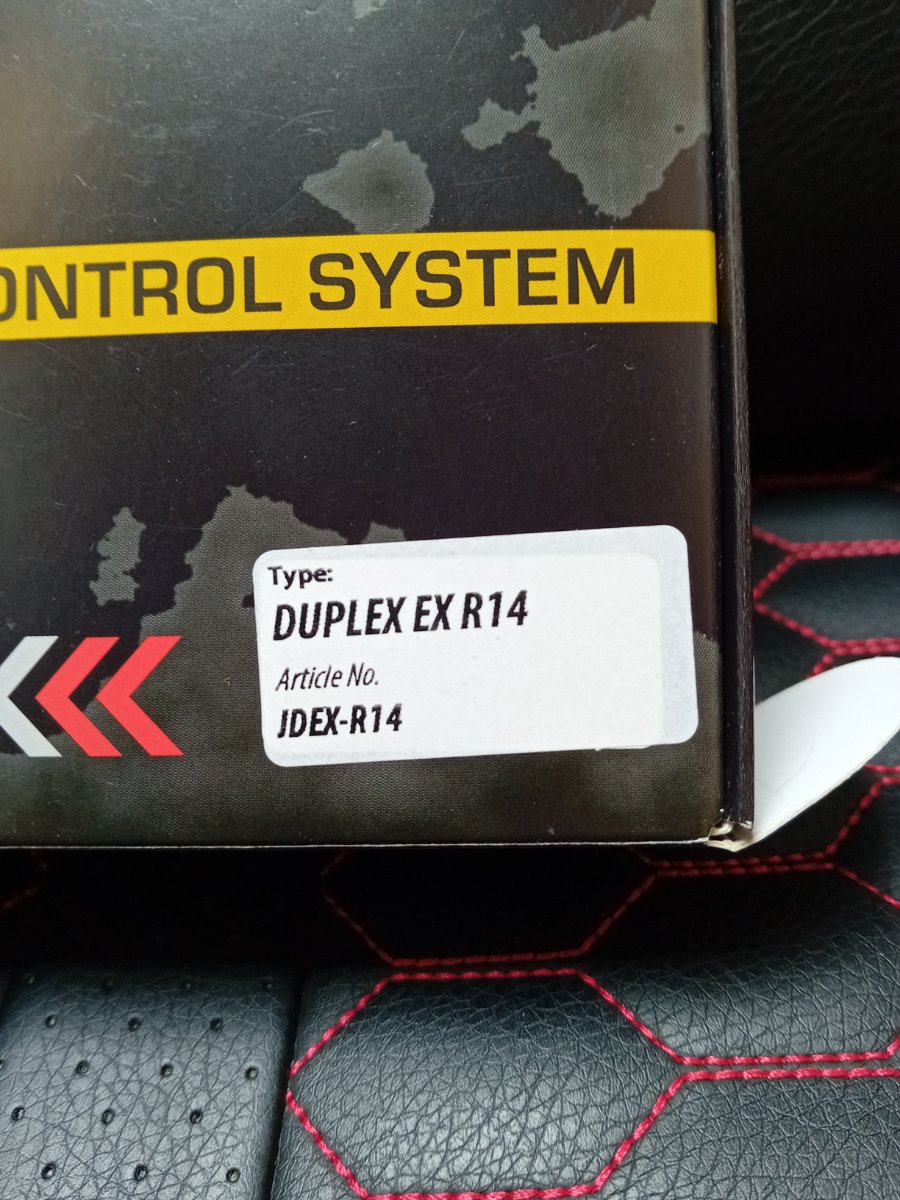 ONTROL SYSTEM
Type:
DUPLEX EX R14
Article No.
JDEX-R14